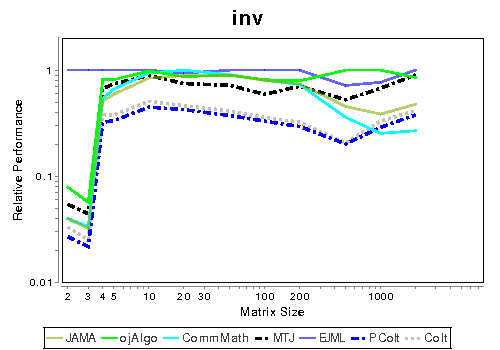 inv
Relative Performance
1
0.1
0.01
2 3 4 5 10 20 30 100 200 1000
Matrix Size
JAMA ojAlgo CommMath MTJ EJML PColt Colt